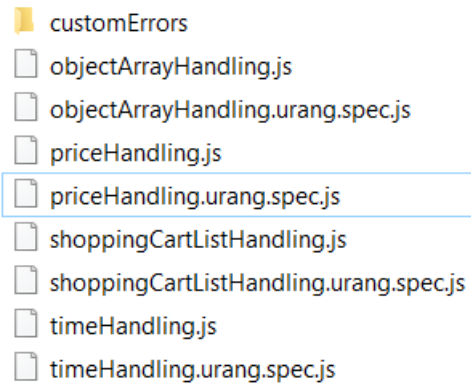 customErrors
objectArrayHandling.js
objectArrayHandling.urang.spec.js
priceHandling.js
priceHandling.urang.spec.js
shoppingCartListHandling.js
shoppingCartListHandling.urang.spec.js
timeHandling.js
timeHandling.urang.spec.js